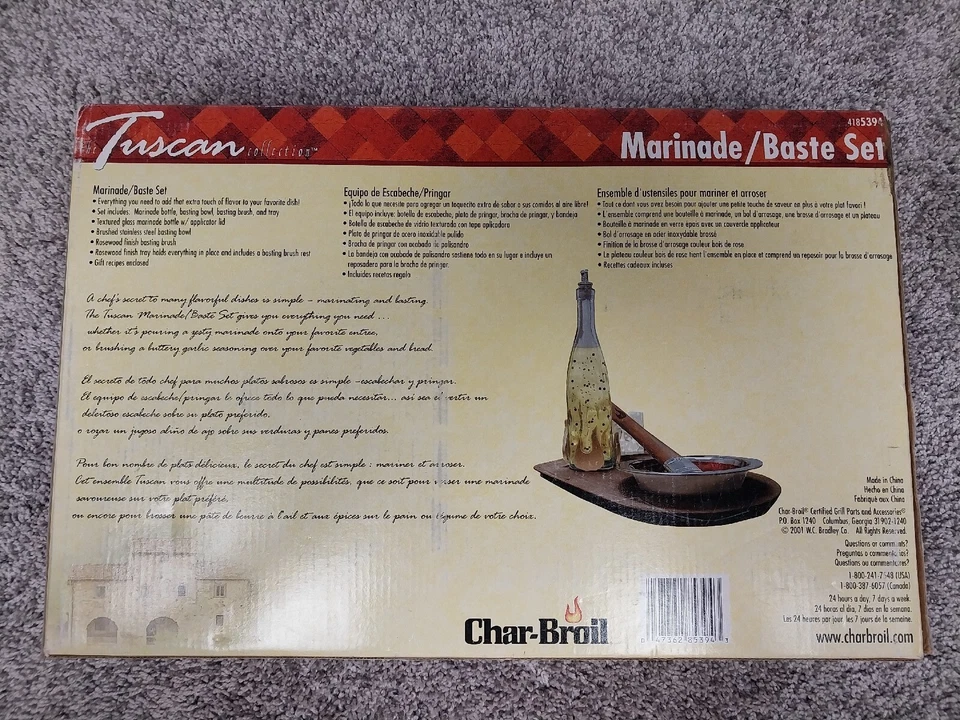 The Tuscan collection™
4185394
Marinade/Baste Set
Marinade/Baste Set
• Everything you need to add that extra touch of flavor to your favorite dish!
• Set includes: Marinade bottle, basting bowl, basting brush, and tray
• Textured glass marinade bottle w/ applicator lid
• Brushed stainless steel basting bowl
• Rosewood finish basting brush
• Rosewood finish tray holds everything in place and includes a basting brush rest
• Gift recipes enclosed
Equipo de Escabeche/Pringar
• ¡Todo lo que necesita para agregar un toquecito extra de sabor a sus comidas al aire libre!
• El equipo incluye: botella de escabeche, plata de pringar, brocha de pringar, y bandeja
• Botella de escabeche de vidrio texturada con tapa aplicadora
• Plato de pringar de acero inoxidable pulido
• Brocha de pringar con acabado de palisandro
• La bandeja con acabado de palisandro sostiene todo en su lugar e incluye un
reposadero para la brocha de pringar.
• Incluidas recetas regalo
Ensemble d'ustensiles pour mariner et arroser
• Tout ce dont vous avez besoin pour ajouter une petite touche de saveur en plus à votre plat favori !
• L'ensemble comprend une bouteille à marinade, un bol d'arrosage, une brosse d'arrosage et un plateau
• Bouteille à marinade en verre épais avec un couvercle applicateur
• Bol d'arrosage en acier inoxydable brossé
• Finition de la brosse d'arrosage couleur bois de rose
• Le plateau couleur bois de rose tient l'ensemble en place et comprend un repasoir pour la brosse d'arrosage
• Recettes cadeaux incluses
A chef's secret to many flavorful dishes is simple – marinating and basting.
The Tuscan Marinade/Baste Set gives you everything you need ...
whether it's pouring a zesty marinade onto your favorite entree,
or brushing a buttery garlic seasoning over your favorite vegetables and bread.
El secreto de todo chef para muchos platos sabrosos es simple -escabechar y pringar.
El equipo de escabeche/pringar le ofrece todo lo que pueda necesitar... así sea el vertir un
delertoso escabeche sobre su plato preferido.
o rozar un jugoso aliño de ajo sobre sus verduras y panes preferidos.
Pour bon nombre de plats délicieux, le secret du chef est simple : mariner et arroser.
Cet ensemble Tuscan vous offre une multitude de possibilités, que ce soit pour verser une marinade
savoureuse sur votre plat préféré,
ou encore pour brosser une pâte de beurre à l'ail et aux épices sur le pain ou légume de votre choix.
Made in China
Hecho en China
Fabriqué aux China
Char-Broil® Certified Grill Parts and Accessories®
P.O. Box 1240 Columbus, Georgia 31902-1240
© 2001 W.C. Bradley Co. All Rights Reserved.
Questions or comments?
Preguntas o commentarios?
Questions ou commentaires?
1-800-241-7548 (USA)
1-800-387-6057 (Canada)
24 hours a day, 7 days a week.
24 horas al día, 7 días en la semana.
Les 24 heures par jour les 7 jours de la semaine.
www.charbroil.com
Char-Broil
47362 85394 1